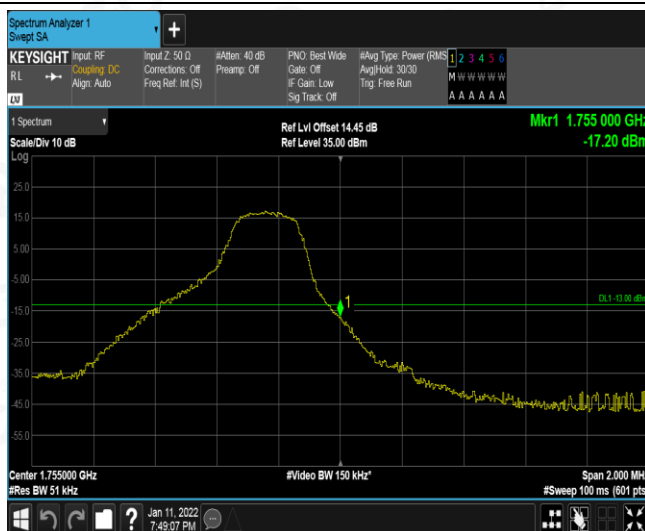 Spectrum Analyzer 1
Swept SA
KEYSIGHT
RL
Input: RF
Coupling: DC
Align: Auto
Input Z: 50 Ω
Corrections: Off
Freq Ref: Int (S)
#Atten: 40 dB
Preamp: Off
PNO: Best Wide
Gate: Off
IF Gain: Low
Sig Track: Off
#Avg Type: Power (RMS
Avg|Hold: 30/30
Trig: Free Run
1 2 3 4 5 6
M W W W W W
A A A A A A
LXI
1 Spectrum
Scale/Div 10 dB
Ref Lvl Offset 14.45 dB
Ref Level 35.00 dBm
Mkr1 1.755 000 GHz
-17.20 dBm
Log
25.0
15.0
5.00
-5.00
-15.0
-25.0
-35.0
-45.0
-55.0
1
DL1 -13.00 dBm
Center 1.755000 GHz
#Res BW 51 kHz
#Video BW 150 kHz*
Span 2.000 MH
#Sweep 100 ms (601 pts
?
Jan 11, 2022
7:49:07 PM